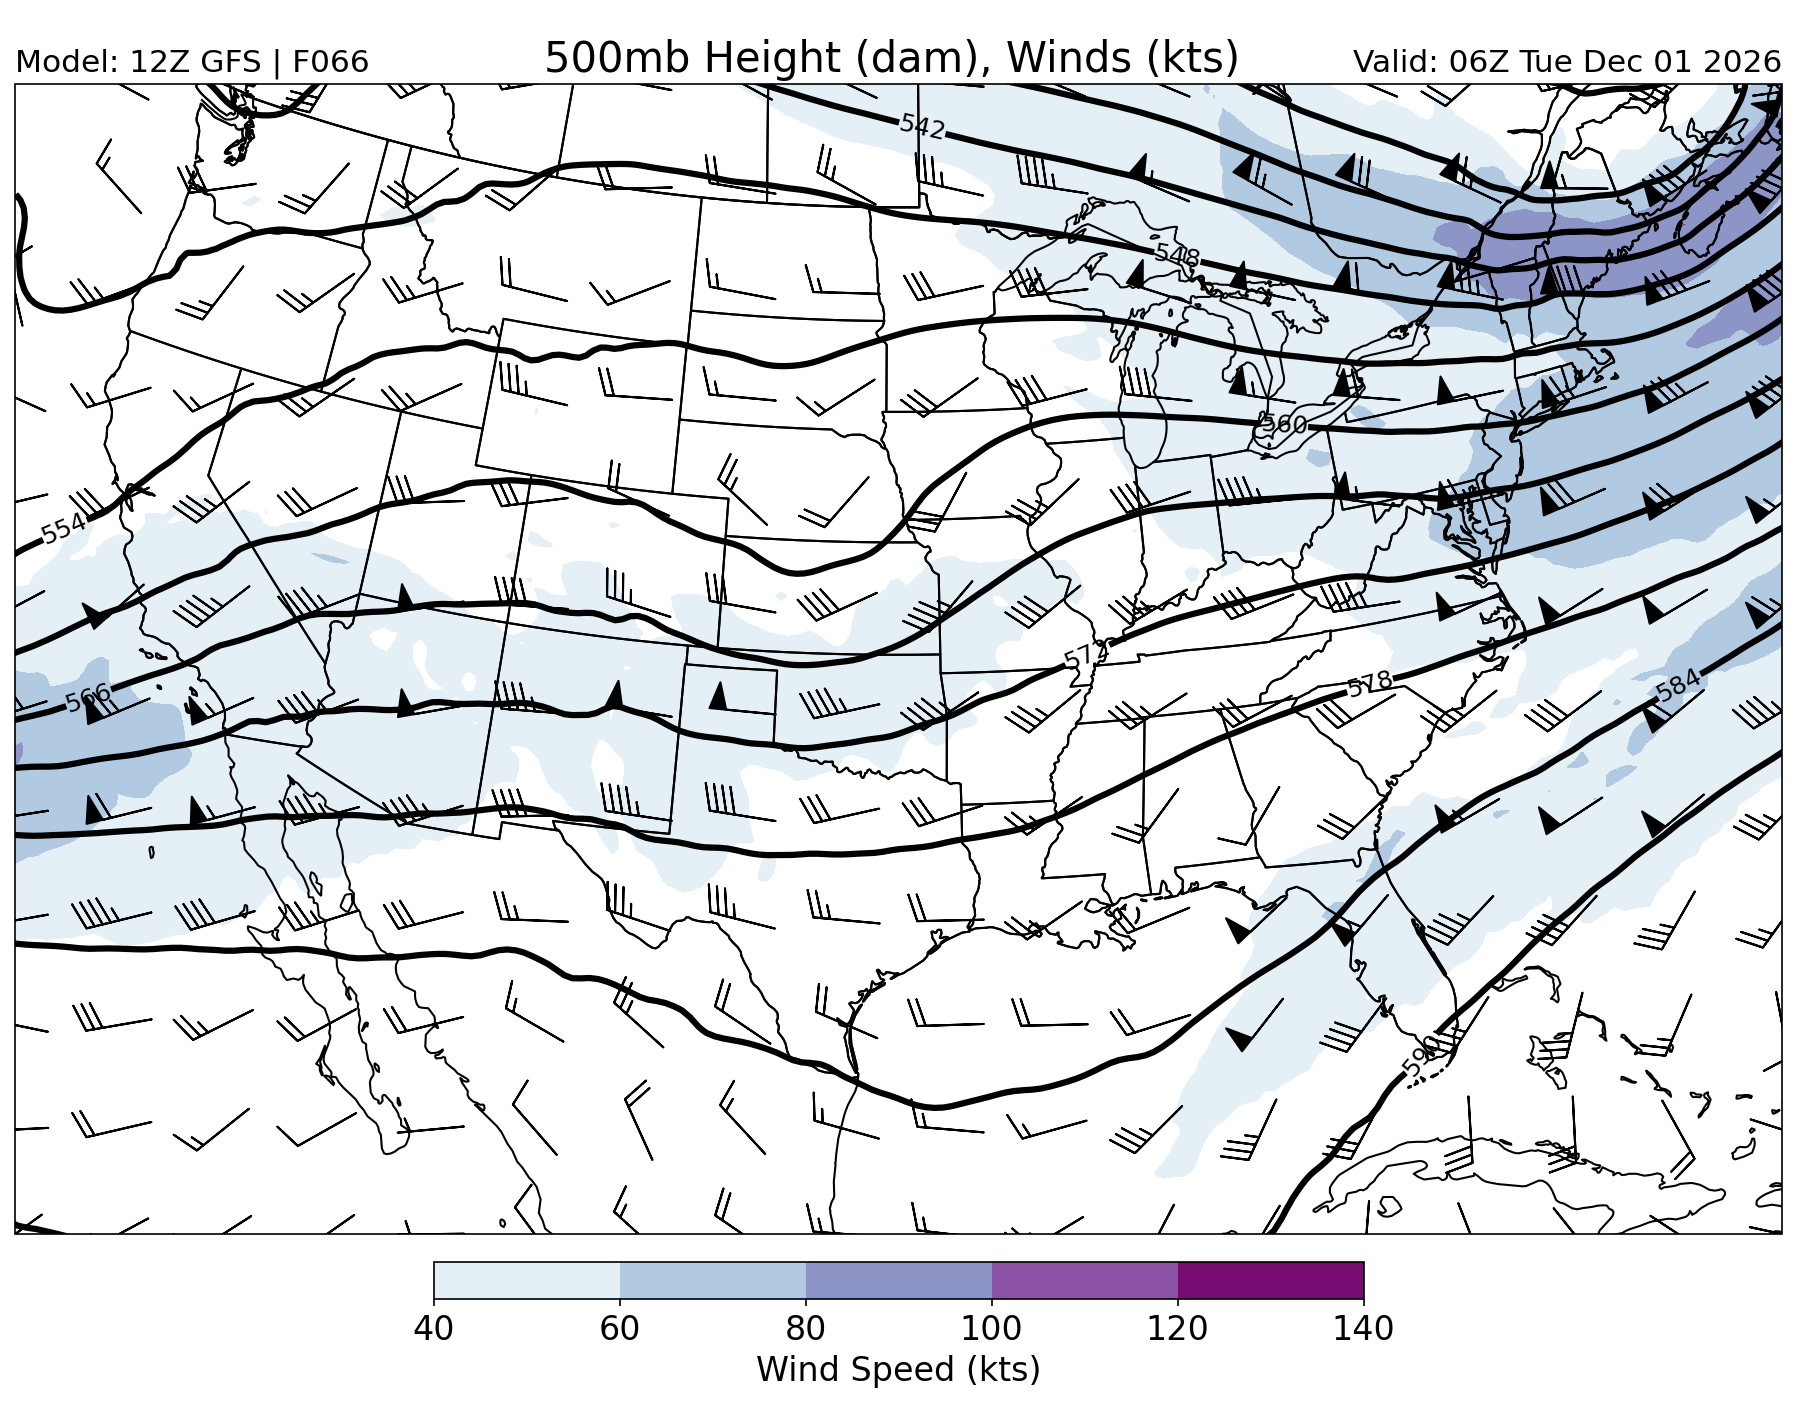 Model: 12Z GFS | F066
500mb Height (dam), Winds (kts)
Valid: 06Z Tue Dec 01 2026
542
548
554
560
566
572
578
584
590
40 60 80 100 120 140
Wind Speed (kts)